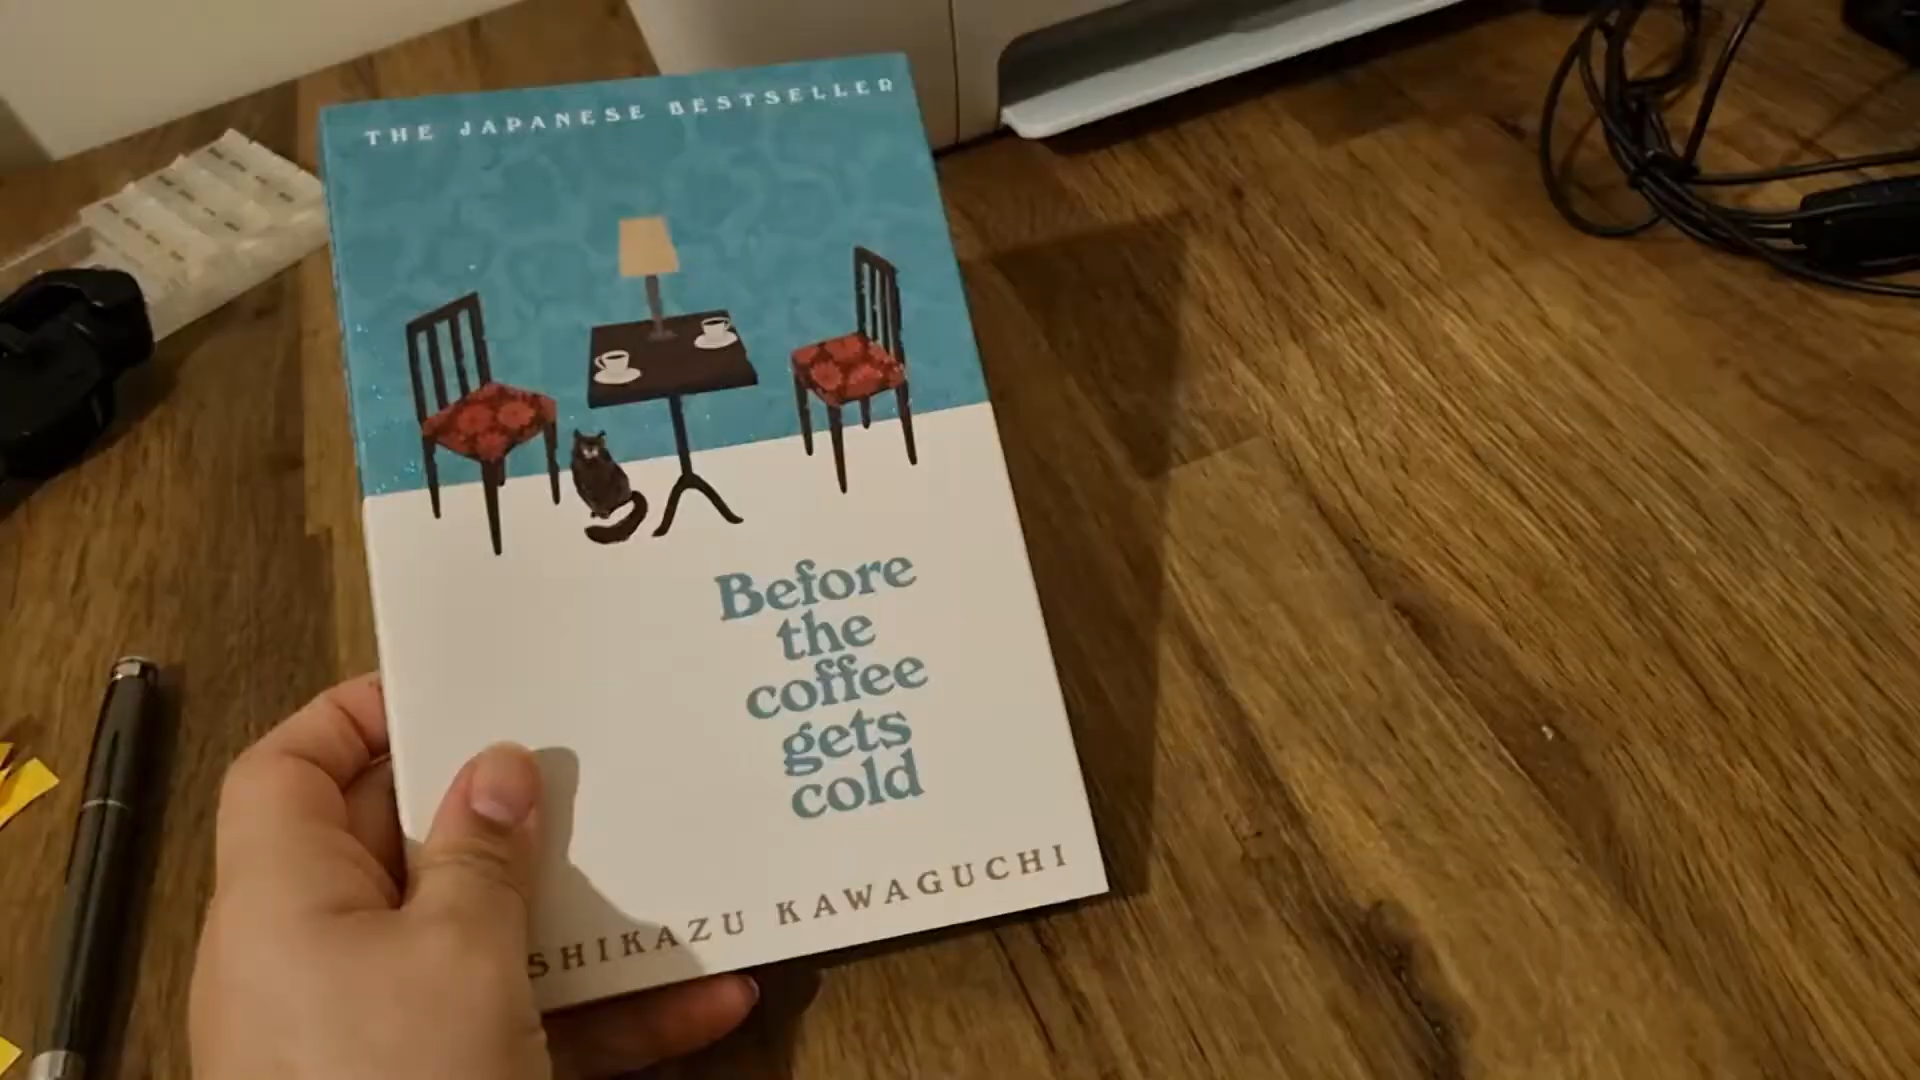 THE JAPANESE BESTSELLER
Before
the
coffee
gets
cold
SHIKAZU KAWAGUCHI